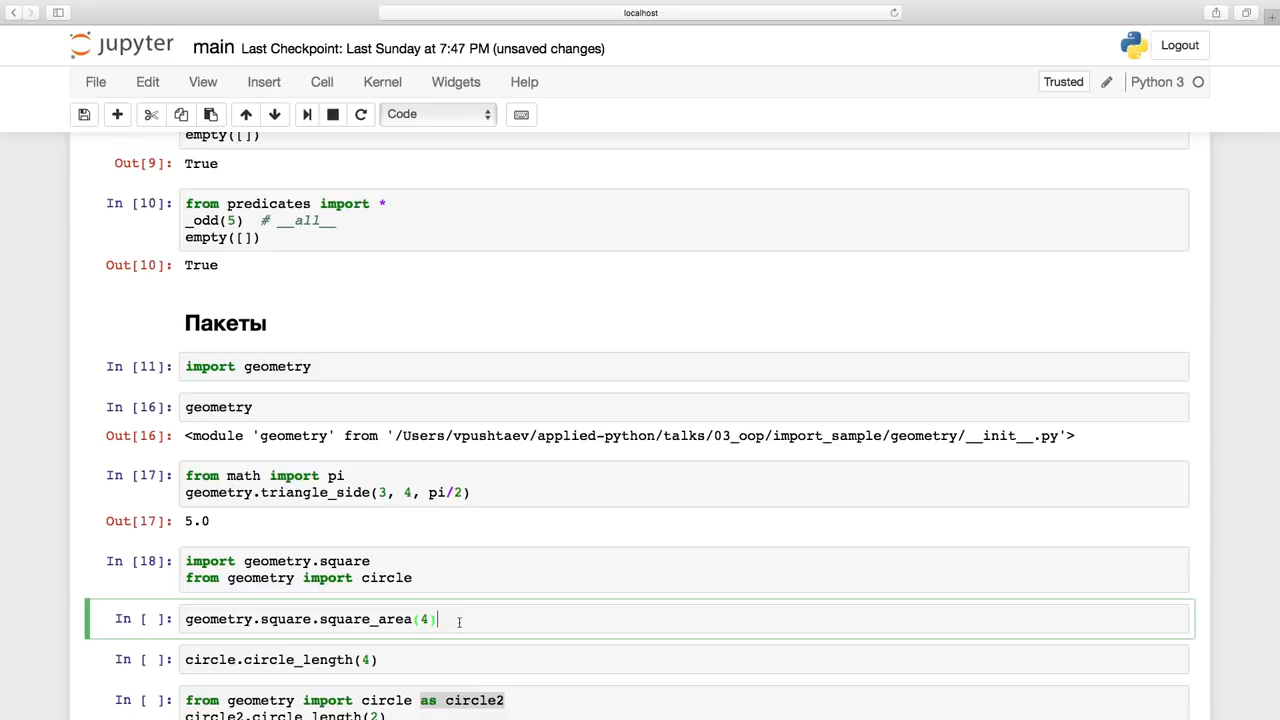 localhost
jupyter main Last Checkpoint: Last Sunday at 7:47 PM (unsaved changes) Logout
File Edit View Insert Cell Kernel Widgets Help Trusted Python 3
Code
empty([])
Out[9]: True
In [10]: from predicates import *
_odd(5)  # __all__
empty([])
Out[10]: True
Пакеты
In [11]: import geometry
In [16]: geometry
Out[16]: <module 'geometry' from '/Users/vpushtaev/applied-python/talks/03_oop/import_sample/geometry/__init__.py'>
In [17]: from math import pi
geometry.triangle_side(3, 4, pi/2)
Out[17]: 5.0
In [18]: import geometry.square
from geometry import circle
In [ ]: geometry.square.square_area(4)
In [ ]: circle.circle_length(4)
In [ ]: from geometry import circle as circle2
circle2.circle_length(2)